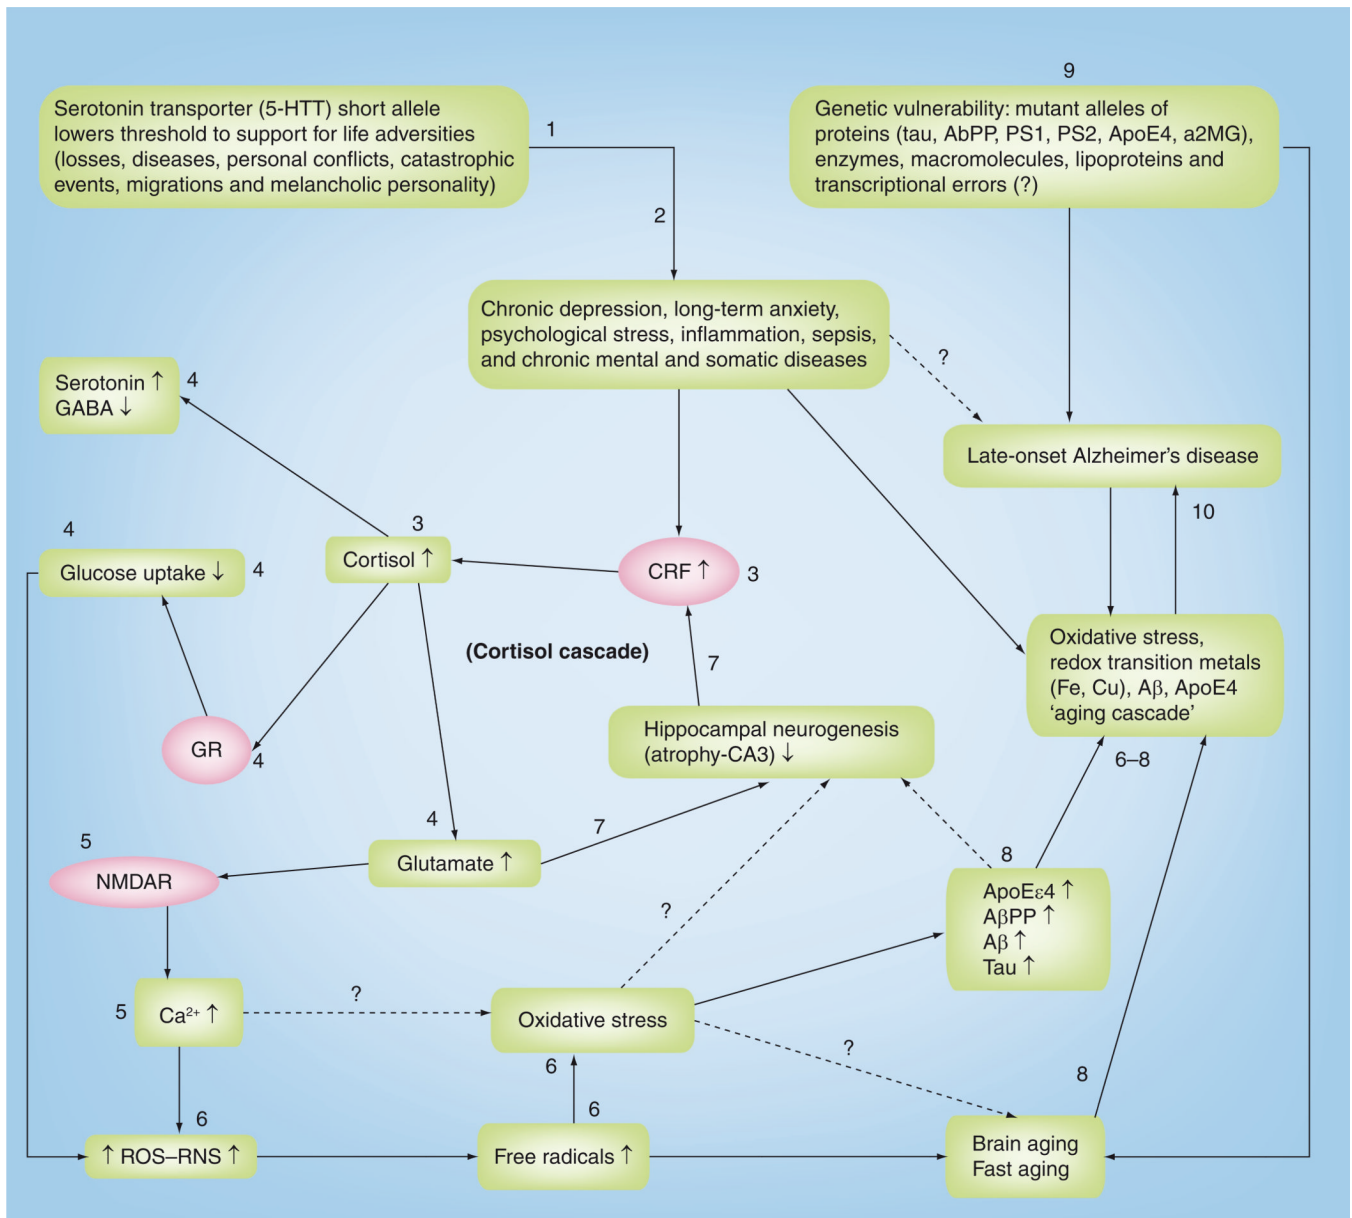 9
Serotonin transporter (5-HTT) short allele
lowers threshold to support for life adversities
(losses, diseases, personal conflicts, catastrophic
events, migrations and melancholic personality)
1
Genetic vulnerability: mutant alleles of
proteins (tau, AbPP, PS1, PS2, ApoE4, a2MG),
enzymes, macromolecules, lipoproteins and
transcriptional errors (?)
2
Chronic depression, long-term anxiety,
psychological stress, inflammation, sepsis,
and chronic mental and somatic diseases
?
Serotonin ↑
GABA ↓
4
Late-onset Alzheimer's disease
10
4
Glucose uptake ↓
4
3
Cortisol ↑
CRF ↑
3
(Cortisol cascade)
7
Oxidative stress,
redox transition metals
(Fe, Cu), Aβ, ApoE4
‘aging cascade’
6–8
GR
4
Hippocampal neurogenesis
(atrophy-CA3) ↓
4
Glutamate ↑
7
5
NMDAR
8
ApoEε4 ↑
AβPP ↑
Aβ ↑
Tau ↑
?
5
Ca²⁺ ↑
?
Oxidative stress
?
6
6
8
6
↑ ROS–RNS ↑
Free radicals ↑
Brain aging
Fast aging